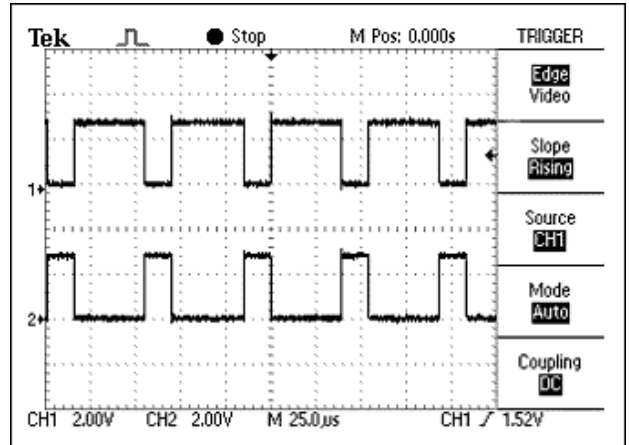 Tek Stop M Pos: 0.000s TRIGGER
Edge
Video
Slope
Rising
1
Source
CH1
Mode
Auto
2
Coupling
DC
CH1 2.00V CH2 2.00V M 25.0µs CH1 1.52V